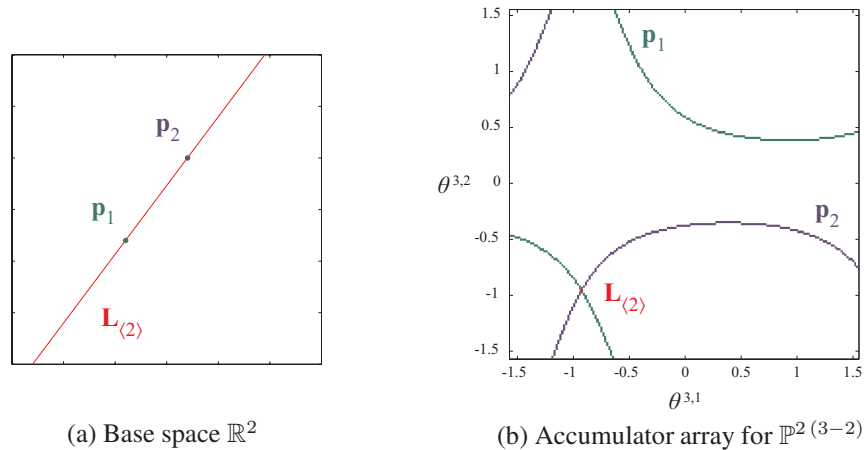 p₂
p₁
L⟨2⟩
(a) Base space ℝ²
1.5
1
0.5
0
-0.5
-1
-1.5
θ³,²
p₁
p₂
L⟨2⟩
-1.5 -1 -0.5 0 0.5 1 1.5
θ³,¹
(b) Accumulator array for ℙ² ⁽³⁻²⁾